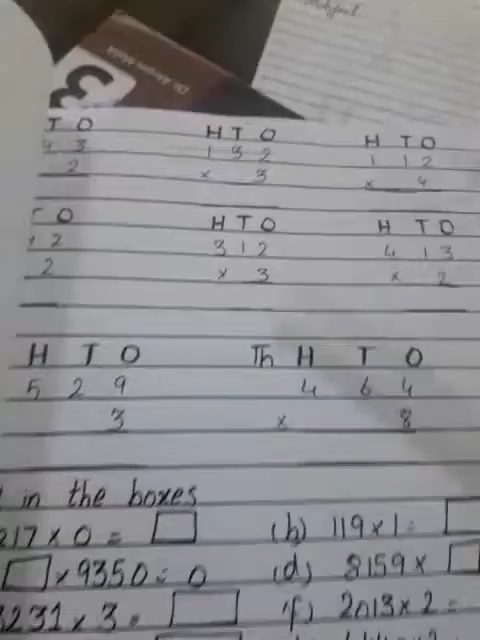 3
T O H T O H T O
4 3 1 3 2 1 1 2
2 × 3 × 4
T O H T O H T O
2 3 1 2 4 1 3
2 × 3 × 2
H T O Th H T O
5 2 9 4 6 4
3 × 8
in the boxes
217 × 0 = (b) 119 × 1 =
× 9350 = 0 (d) 8159 ×
3231 × 3 = (f) 2013 × 2 =